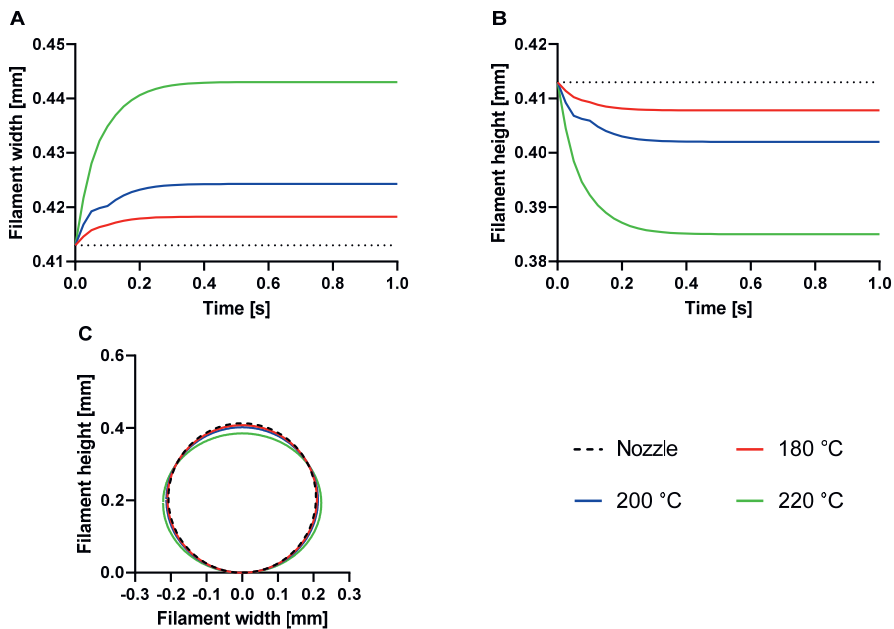 A
Filament width [mm]
0.45
0.44
0.43
0.42
0.41
0.0 0.2 0.4 0.6 0.8 1.0
Time [s]
B
Filament height [mm]
0.42
0.41
0.40
0.39
0.38
0.0 0.2 0.4 0.6 0.8 1.0
Time [s]
C
Filament height [mm]
0.6
0.4
0.2
0.0
-0.3 -0.2 -0.1 0.0 0.1 0.2 0.3
Filament width [mm]
Nozzle 180 °C
200 °C 220 °C